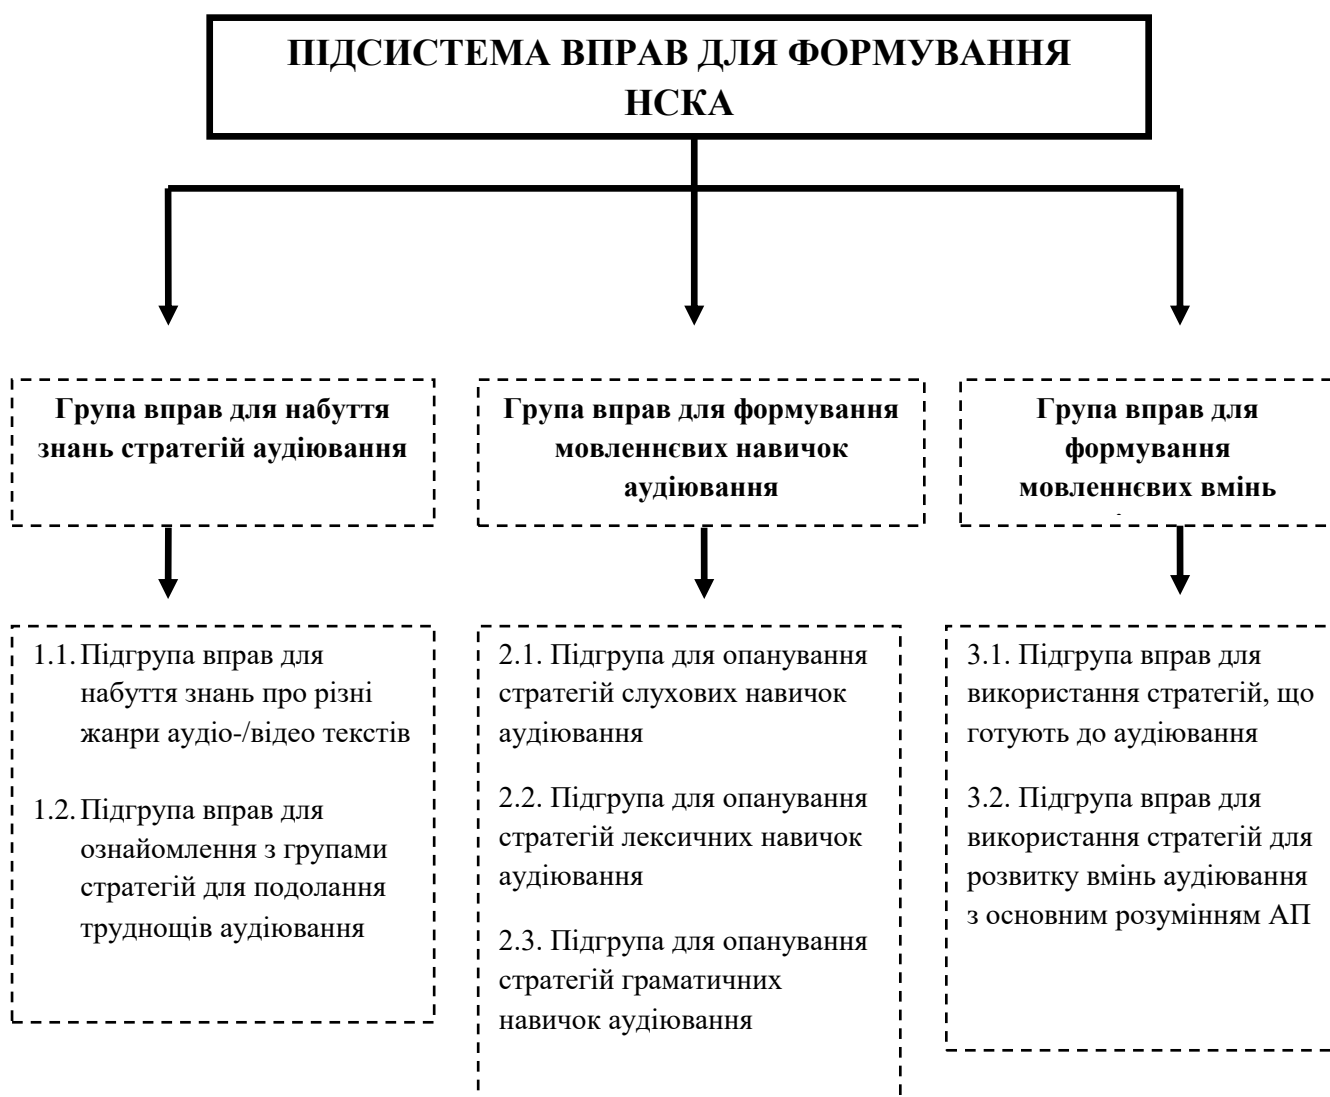 ПІДСИСТЕМА ВПРАВ ДЛЯ ФОРМУВАННЯ
НСКА
Група вправ для набуття
знань стратегій аудіювання
Група вправ для формування
мовленнєвих навичок
аудіювання
Група вправ для
формування
мовленнєвих вмінь
1.1. Підгрупа вправ для
набуття знань про різні
жанри аудіо-/відео текстів
1.2. Підгрупа вправ для
ознайомлення з групами
стратегій для подолання
труднощів аудіювання
2.1. Підгрупа для опанування
стратегій слухових навичок
аудіювання
2.2. Підгрупа для опанування
стратегій лексичних навичок
аудіювання
2.3. Підгрупа для опанування
стратегій граматичних
навичок аудіювання
3.1. Підгрупа вправ для
використання стратегій, що
готують до аудіювання
3.2. Підгрупа вправ для
використання стратегій для
розвитку вмінь аудіювання
з основним розумінням АП